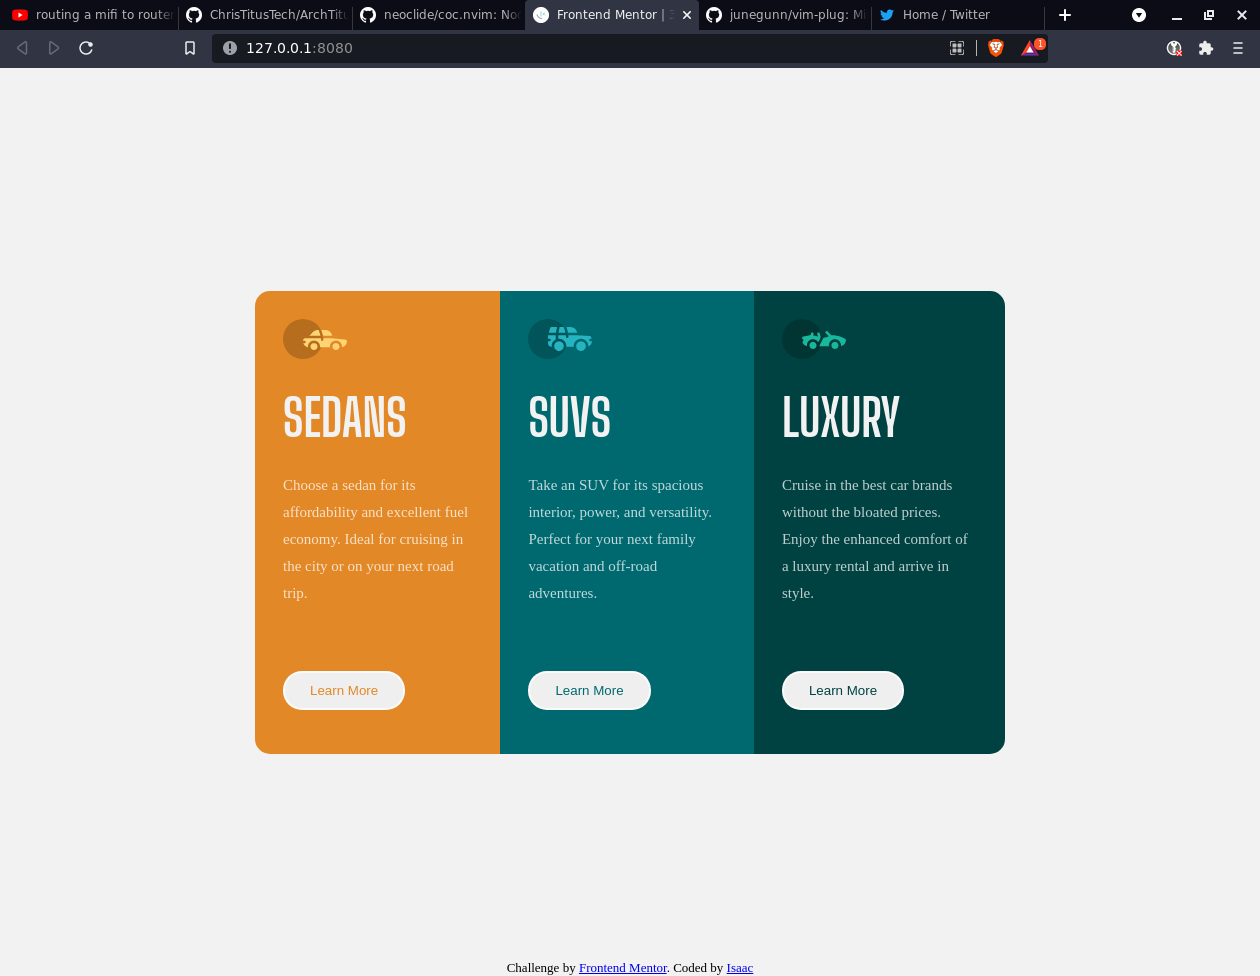 routing a mifi to router
ChrisTitusTech/ArchTitu
neoclide/coc.nvim: No
Frontend Mentor | 3
junegunn/vim-plug: Mi
Home / Twitter
127.0.0.1:8080
1
SEDANS
Choose a sedan for its
affordability and excellent fuel
economy. Ideal for cruising in
the city or on your next road
trip.
Learn More
SUVS
Take an SUV for its spacious
interior, power, and versatility.
Perfect for your next family
vacation and off-road
adventures.
Learn More
LUXURY
Cruise in the best car brands
without the bloated prices.
Enjoy the enhanced comfort of
a luxury rental and arrive in
style.
Learn More
Challenge by Frontend Mentor. Coded by Isaac